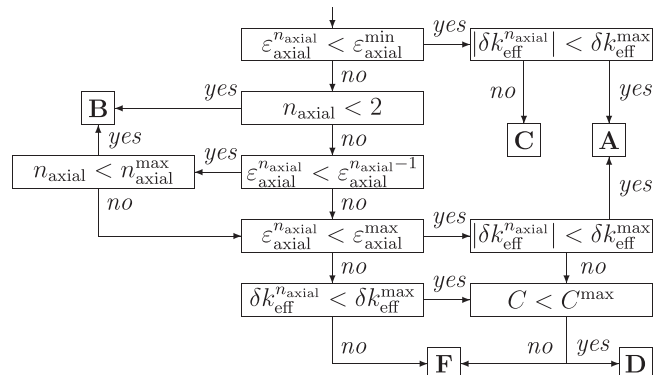 ε_axial^{n_axial} < ε_axial^{min}
yes
|δk_eff^{n_axial}| < δk_eff^{max}
no
no
yes
yes
B
n_axial < 2
C
A
yes
no
n_axial < n_axial^{max}
yes
ε_axial^{n_axial} < ε_axial^{n_axial−1}
no
no
yes
ε_axial^{n_axial} < ε_axial^{max}
yes
|δk_eff^{n_axial}| < δk_eff^{max}
no
no
δk_eff^{n_axial} < δk_eff^{max}
yes
C < C^{max}
no
no
yes
F
D